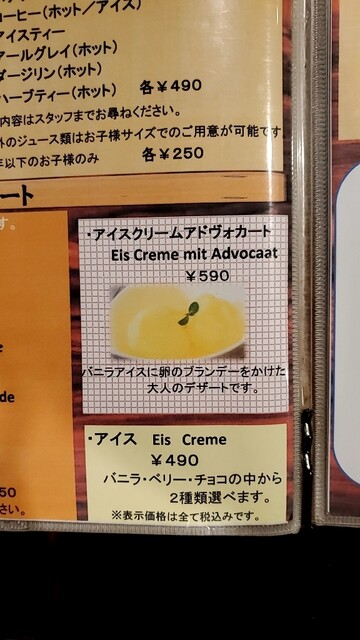 コーヒー(ホット／アイス)
アイスティー
アールグレイ(ホット)
ダージリン(ホット)
ハーブティー(ホット) 各￥490
内容はスタッフまでお尋ねください。
外のジュース類はお子様サイズでのご用意が可能です。
年以下のお子様のみ 各￥250
ート
す。
・アイスクリームアドヴォカート
Eis Creme mit Advocaat
￥590
バニラアイスに卵のブランデーをかけた
大人のデザートです。
de
50
さい。
・アイス Eis Creme
￥490
バニラ・ベリー・チョコの中から
2種類選べます。
※表示価格は全て税込みです。